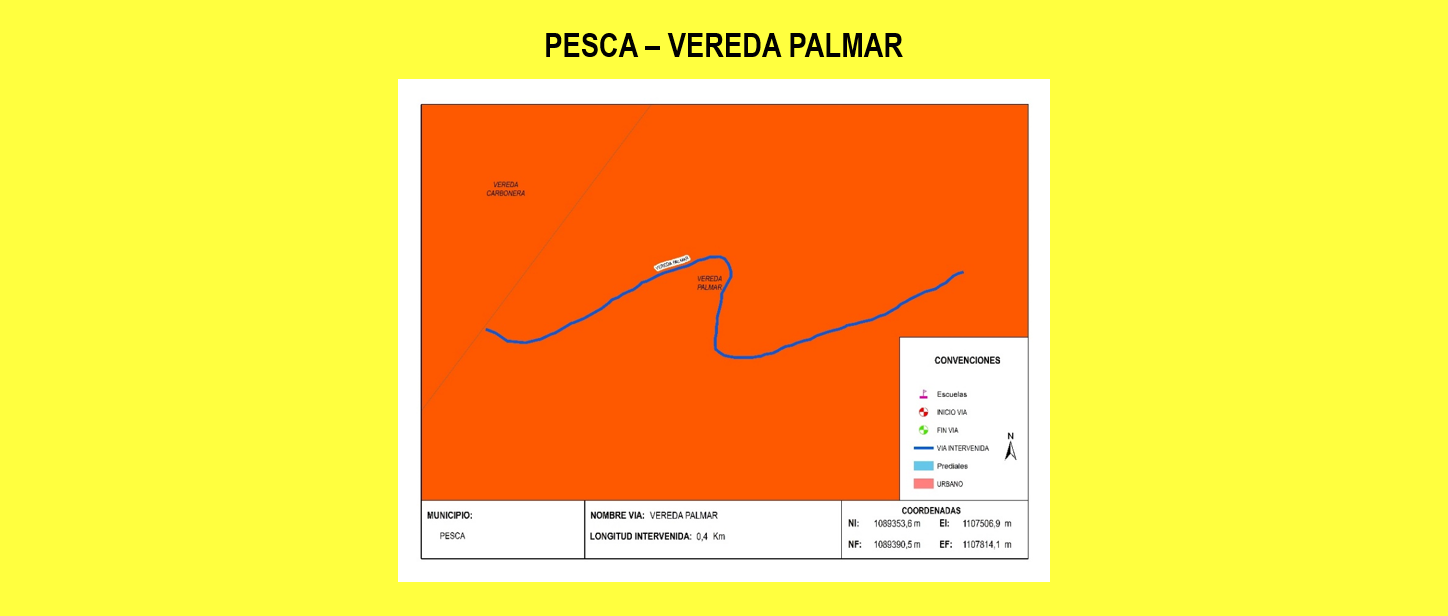 PESCA – VEREDA PALMAR
VEREDA
CARBONERA
VEREDA PALMAR
VEREDA
PALMAR
CONVENCIONES
Escuelas
INICIO VIA
FIN VIA
N
VIA INTERVENIDA
Prediales
URBANO
MUNICIPIO:
PESCA
NOMBRE VIA: VEREDA PALMAR
LONGITUD INTERVENIDA: 0,4 Km
COORDENADAS
NI: 1089353,6 m EI: 1107506,9 m
NF: 1089390,5 m EF: 1107814,1 m